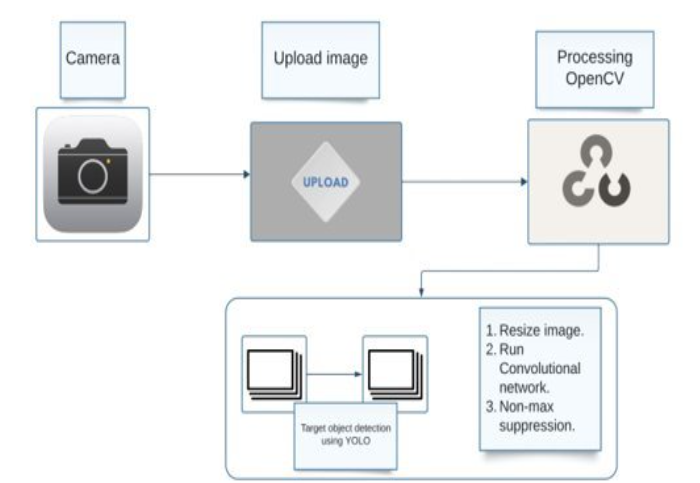 Camera
Upload image
Processing
OpenCV
UPLOAD
1. Resize image.
2. Run
Convolutional
network.
3. Non-max
suppression.
Target object detection
using YOLO